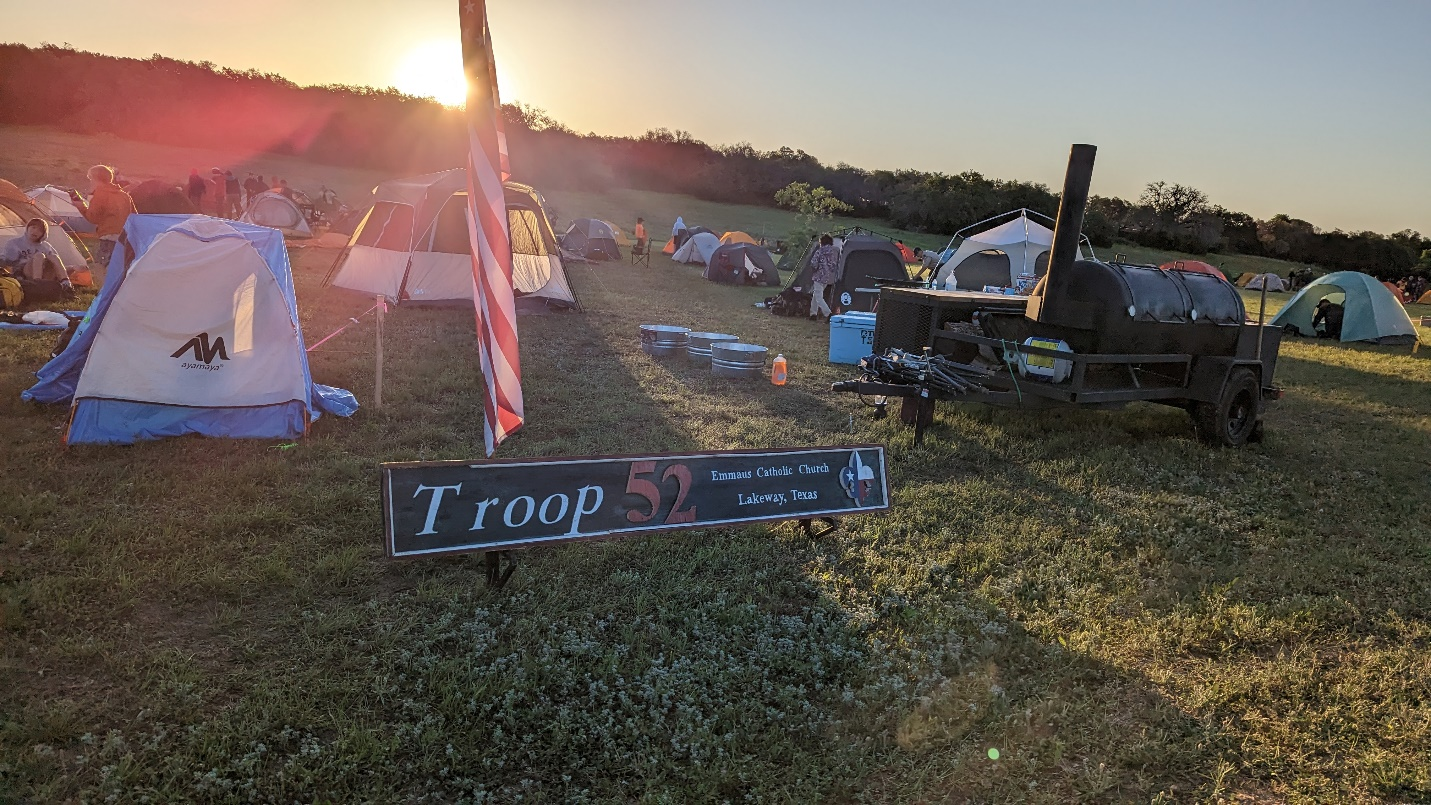 ayamaya
Troop 52
Emmaus Catholic Church
Lakeway, Texas